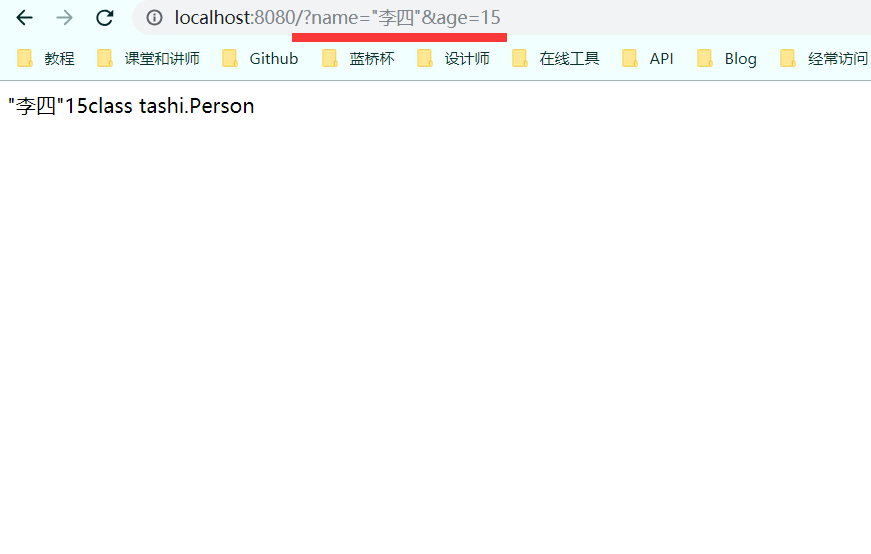 localhost:8080/?name="李四"&age=15
教程 课堂和讲师 Github 蓝桥杯 设计师 在线工具 API Blog 经常访问
"李四"15class tashi.Person